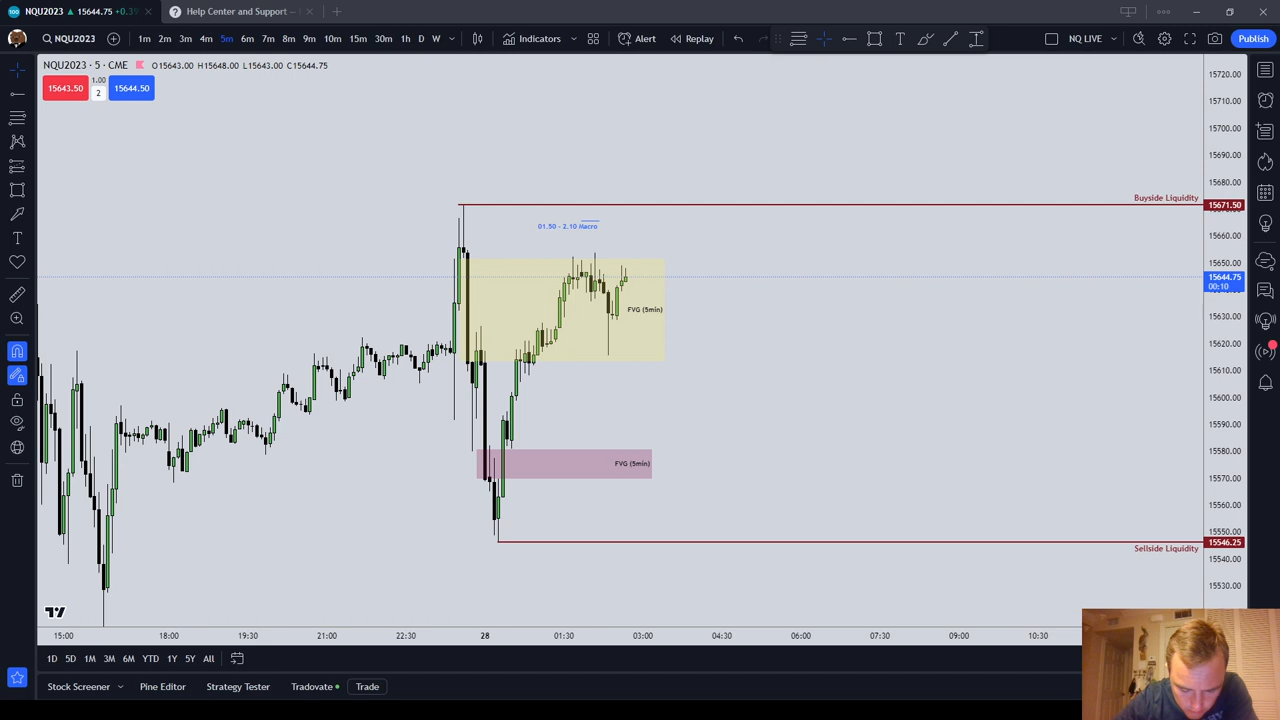 NQU2023 ▲ 15644.75 +0.3
Help Center and Support —
NQU2023 1m 2m 3m 4m 5m 6m 7m 8m 9m 10m 15m 30m 1h D W Indicators Alert Replay NQ LIVE Publish
NQU2023 · 5 · CME O15643.00 H15648.00 L15643.00 C15644.75
15643.50 1.00 2 15644.50
15720.00
15710.00
15700.00
15690.00
15680.00
Buyside Liquidity
15671.50
01.50 - 2.10 Macro
15660.00
15650.00
15644.75
00:10
FVG (5min)
15630.00
15620.00
15610.00
15600.00
15590.00
15580.00
FVG (5min)
15570.00
15560.00
15550.00
15546.25
Sellside Liquidity
15540.00
15530.00
15:00 18:00 19:30 21:00 22:30 28 01:30 03:00 04:30 06:00 07:30 09:00 10:30
1D 5D 1M 3M 6M YTD 1Y 5Y All
Stock Screener Pine Editor Strategy Tester Tradovate Trade